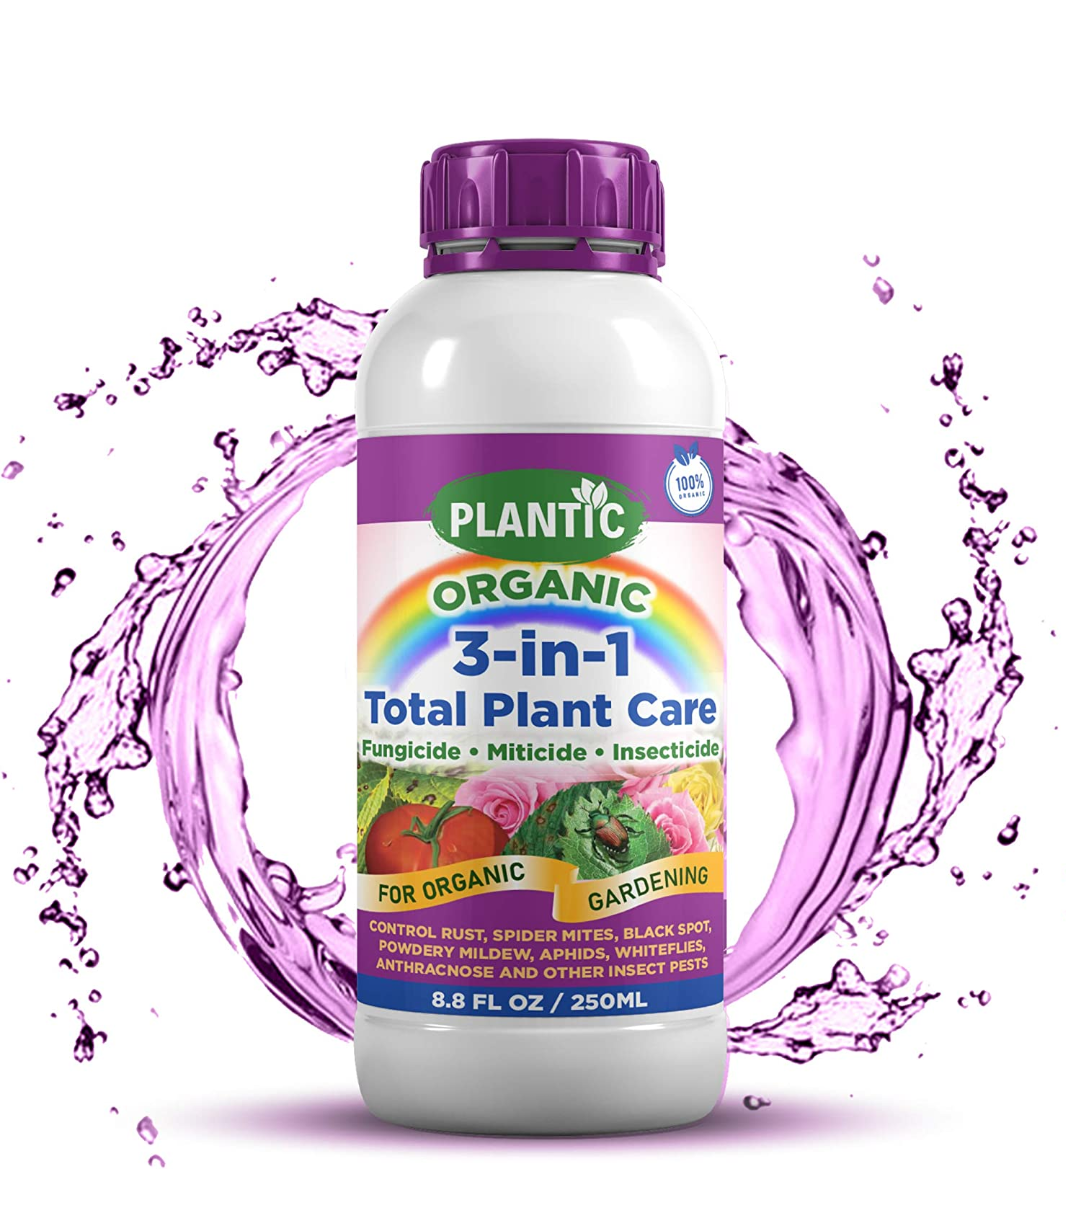 100%
ORGANIC
PLANTIC
ORGANIC
3-in-1
Total Plant Care
Fungicide • Miticide • Insecticide
FOR ORGANIC GARDENING
CONTROL RUST, SPIDER MITES, BLACK SPOT,
POWDERY MILDEW, APHIDS, WHITEFLIES,
ANTHRACNOSE AND OTHER INSECT PESTS
8.8 FL OZ / 250ML